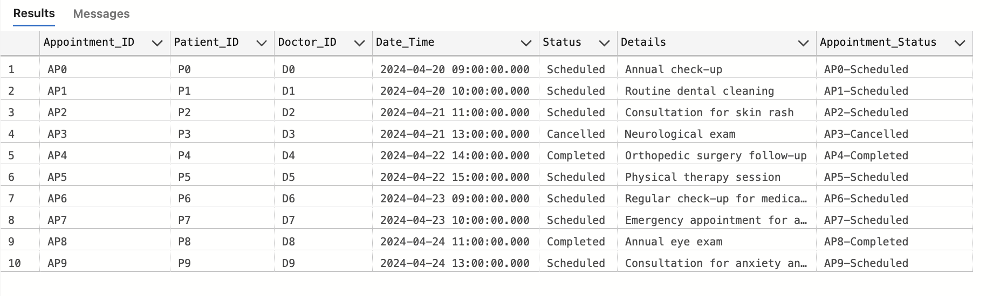 Results Messages
Appointment_ID Patient_ID Doctor_ID Date_Time Status Details Appointment_Status
1 AP0 P0 D0 2024-04-20 09:00:00.000 Scheduled Annual check-up AP0-Scheduled
2 AP1 P1 D1 2024-04-20 10:00:00.000 Scheduled Routine dental cleaning AP1-Scheduled
3 AP2 P2 D2 2024-04-21 11:00:00.000 Scheduled Consultation for skin rash AP2-Scheduled
4 AP3 P3 D3 2024-04-21 13:00:00.000 Cancelled Neurological exam AP3-Cancelled
5 AP4 P4 D4 2024-04-22 14:00:00.000 Completed Orthopedic surgery follow-up AP4-Completed
6 AP5 P5 D5 2024-04-22 15:00:00.000 Scheduled Physical therapy session AP5-Scheduled
7 AP6 P6 D6 2024-04-23 09:00:00.000 Scheduled Regular check-up for medica… AP6-Scheduled
8 AP7 P7 D7 2024-04-23 10:00:00.000 Scheduled Emergency appointment for a… AP7-Scheduled
9 AP8 P8 D8 2024-04-24 11:00:00.000 Completed Annual eye exam AP8-Completed
10 AP9 P9 D9 2024-04-24 13:00:00.000 Scheduled Consultation for anxiety an… AP9-Scheduled